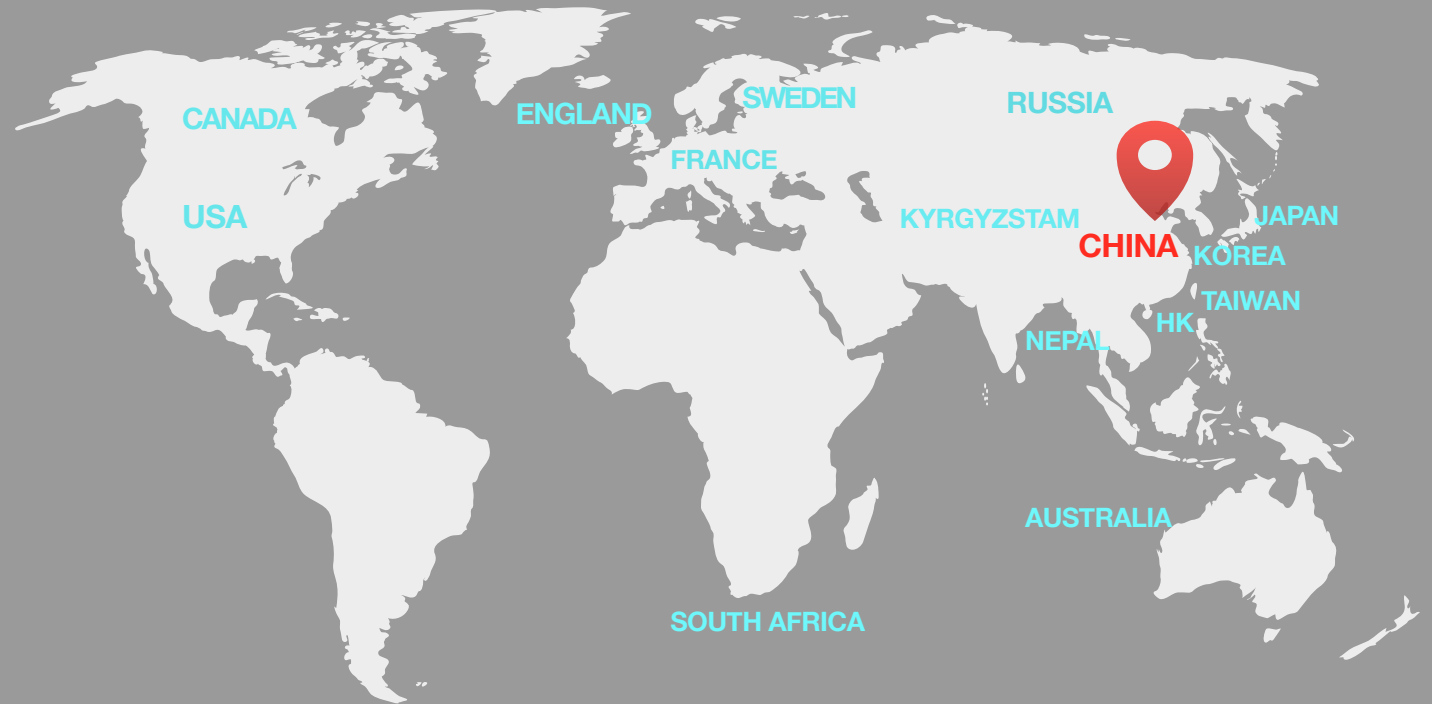 SWEDEN
RUSSIA
ENGLAND
CANADA
FRANCE
USA
KYRGYZSTAM
JAPAN
CHINA
KOREA
TAIWAN
HK
NEPAL
AUSTRALIA
SOUTH AFRICA